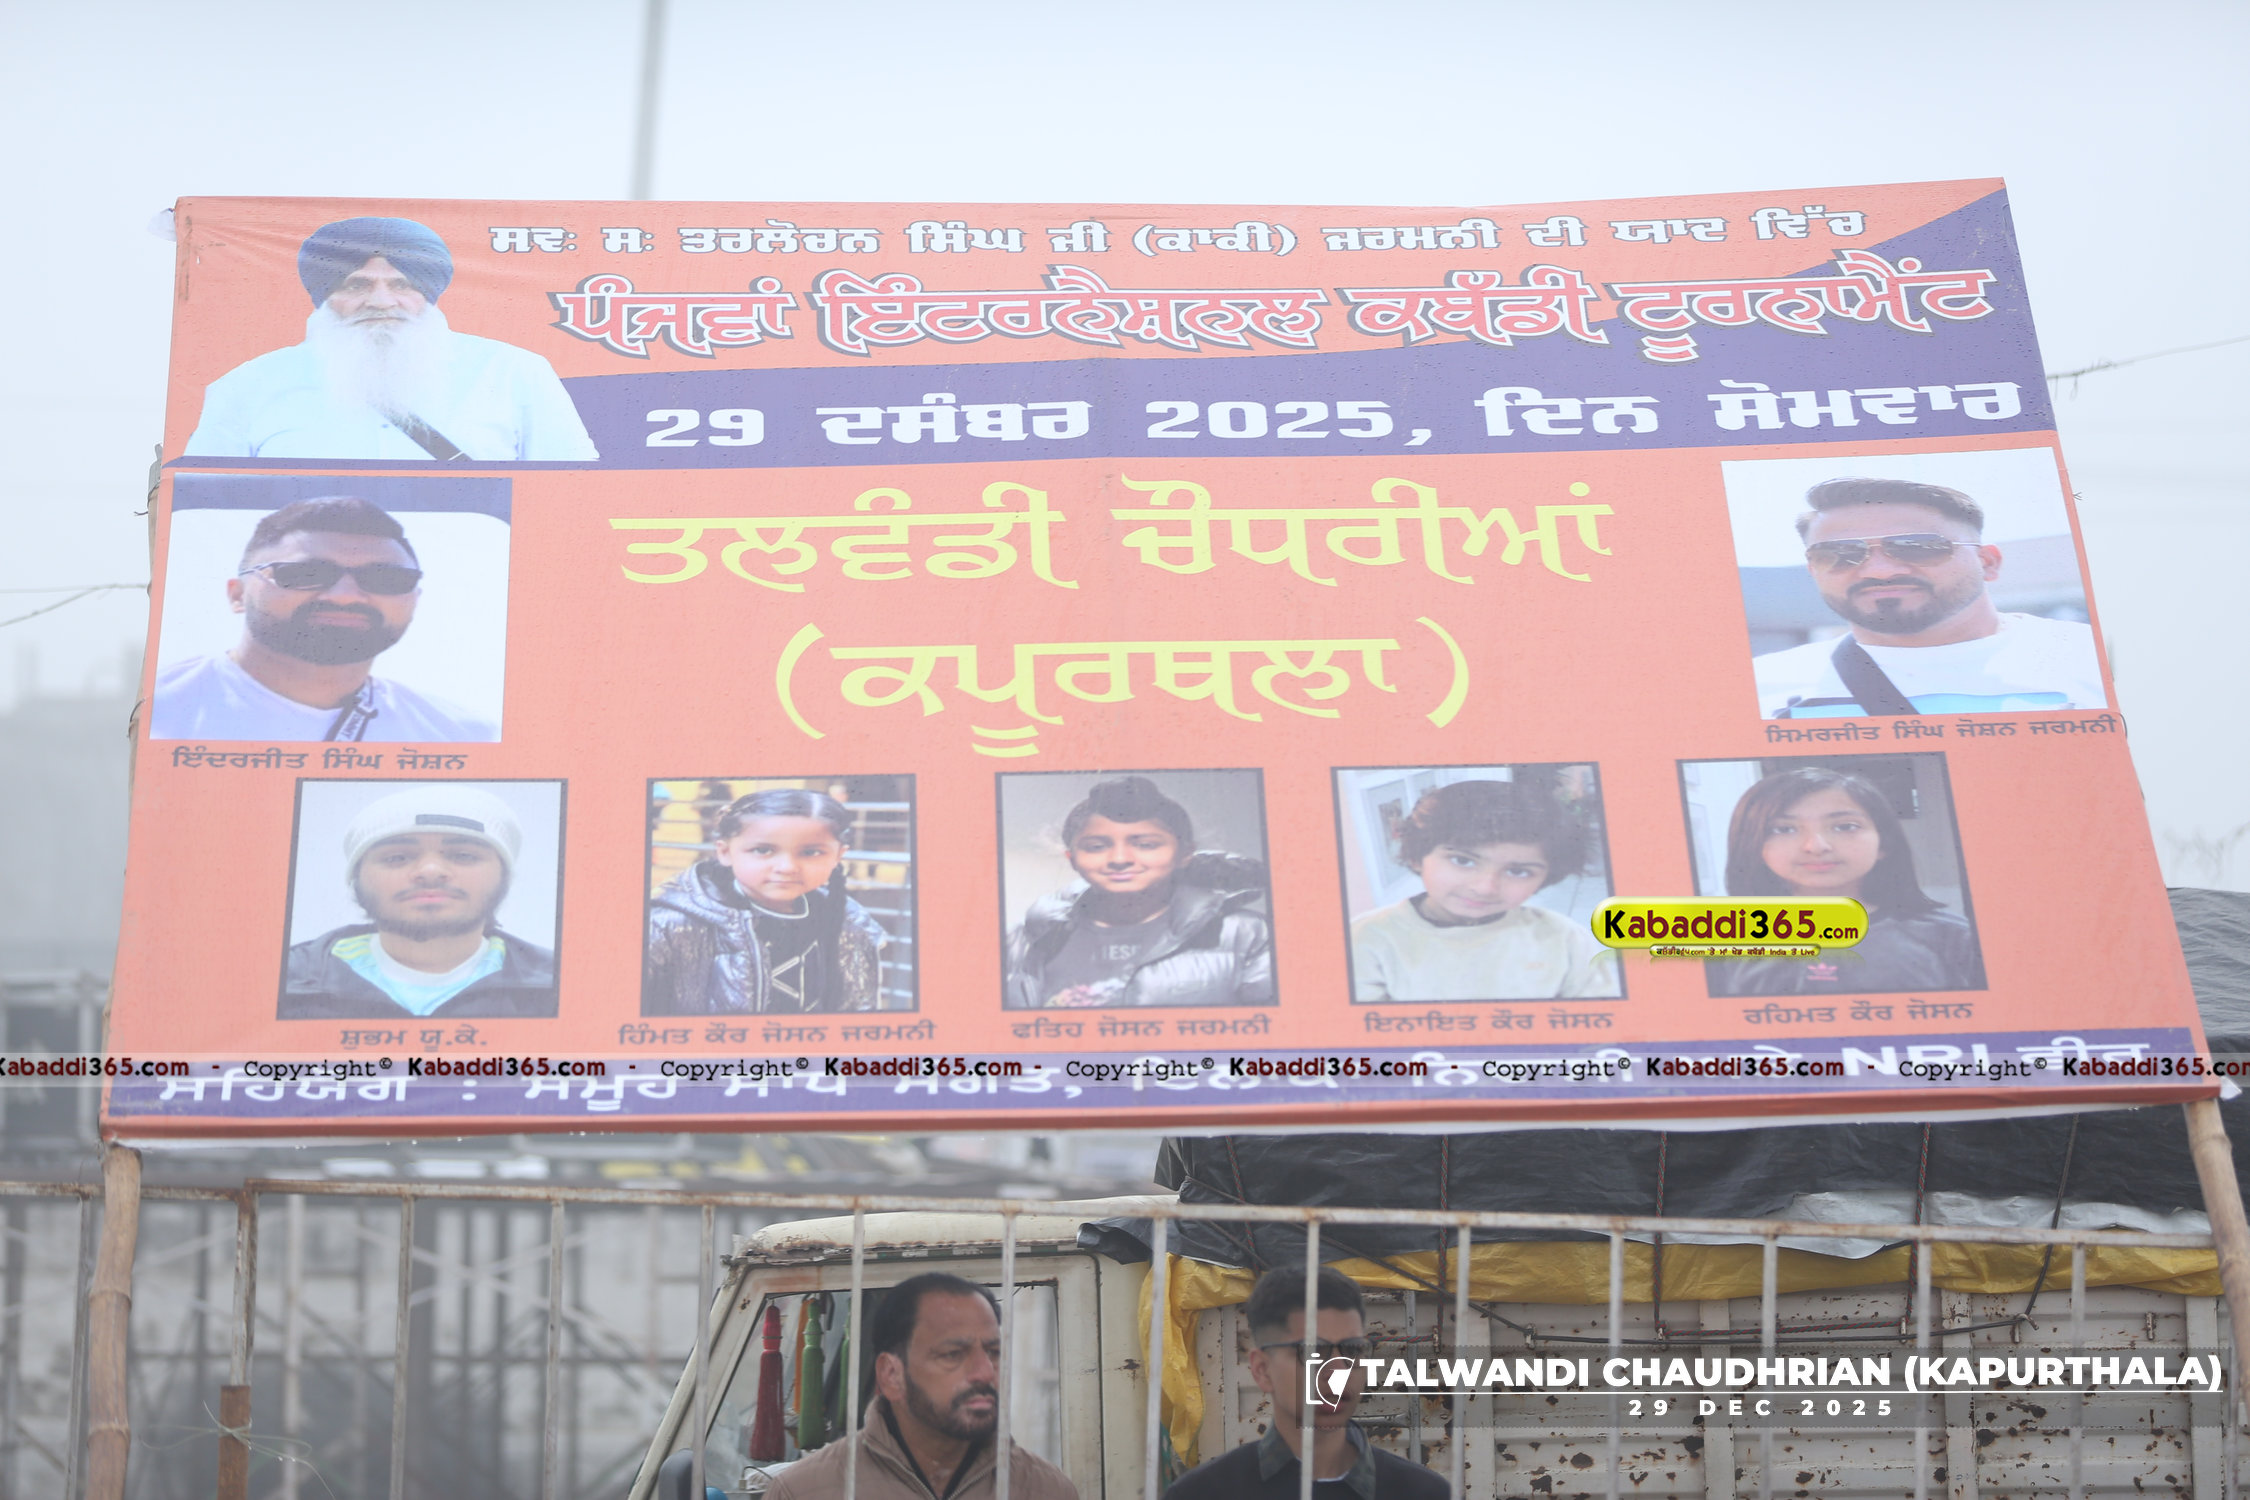 ਸਵ: ਸ: ਤਰਲੋਚਨ ਸਿੰਘ ਜੀ (ਕਾਕੀ) ਜਰਮਨੀ ਦੀ ਯਾਦ ਵਿੱਚ
ਪੰਜਵਾਂ ਇੰਟਰਨੈਸ਼ਨਲ ਕਬੱਡੀ ਟੂਰਨਾਮੈਂਟ
29 ਦਸੰਬਰ 2025, ਦਿਨ ਸੋਮਵਾਰ
ਤਲਵੰਡੀ ਚੌਧਰੀਆਂ
(ਕਪੂਰਥਲਾ)
ਇੰਦਰਜੀਤ ਸਿੰਘ ਜੋਸ਼ਨ
ਸਿਮਰਜੀਤ ਸਿੰਘ ਜੋਸ਼ਨ ਜਰਮਨੀ
ਸ਼ੁਭਮ ਯੂ.ਕੇ.
ਹਿੰਮਤ ਕੌਰ ਜੋਸਨ ਜਰਮਨੀ
ਫਤਿਹ ਜੋਸਨ ਜਰਮਨੀ
ਇਨਾਇਤ ਕੌਰ ਜੋਸਨ
ਰਹਿਮਤ ਕੌਰ ਜੋਸਨ
Kabaddi365.com
Kabaddi365.com - Copyright© Kabaddi365.com - Copyright© Kabaddi365.com - Copyright© Kabaddi365.com - Copyright© Kabaddi365.com - Copyright© Kabaddi365.com
ਸਹਿਯੋਗ : ਸਮੂਹ ਸਾਧ ਸੰਗਤ, NRI ਵੀਰ
TALWANDI CHAUDHRIAN (KAPURTHALA)
29 DEC 2025